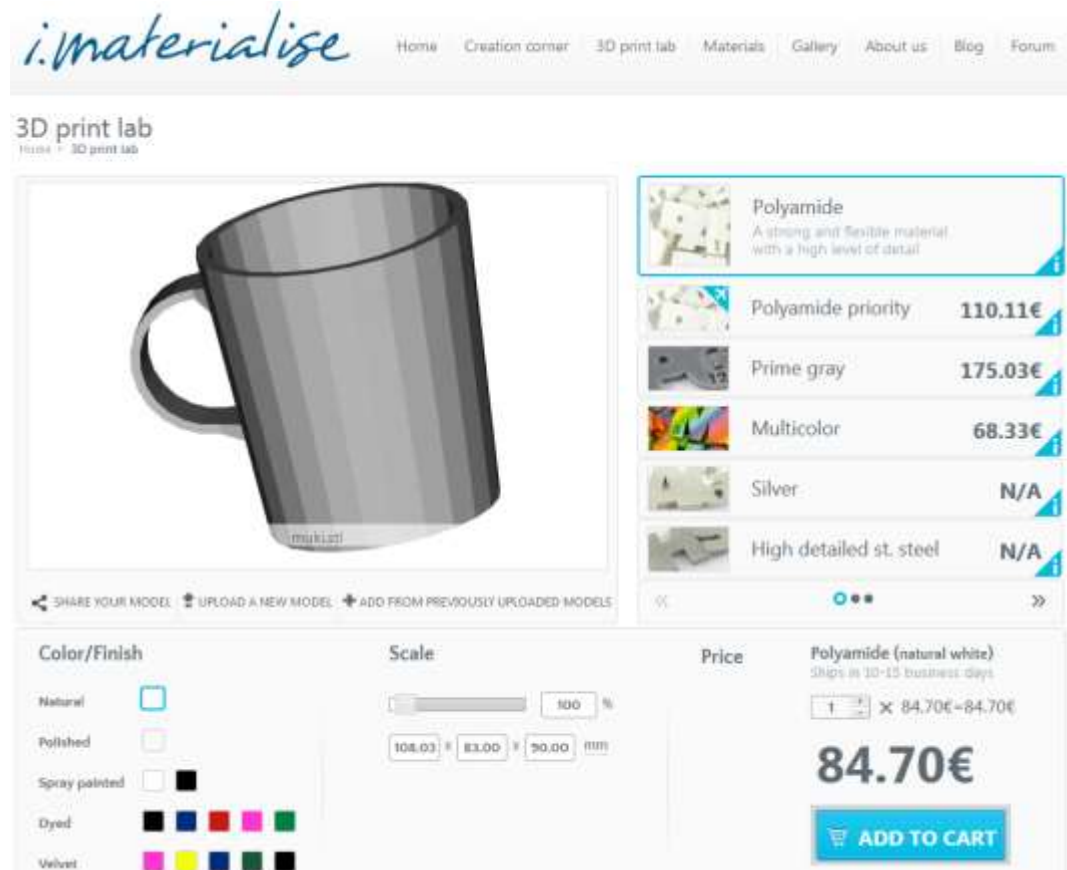 i.materialise
Home Creation corner 3D print lab Materials Gallery About us Blog Forum
3D print lab
Home > 3D print lab
muki.stl
SHARE YOUR MODEL UPLOAD A NEW MODEL ADD FROM PREVIOUSLY UPLOADED MODELS
Polyamide
A strong and flexible material
with a high level of detail
Polyamide priority 110.11€
Prime gray 175.03€
Multicolor 68.33€
Silver N/A
High detailed st. steel N/A
« »
Color/Finish
Natural
Polished
Spray painted
Dyed
Velvet
Scale
100 %
108.03 x 83.00 x 90.00 mm
Price
Polyamide (natural white)
Ships in 10-15 business days
1 × 84.70€=84.70€
84.70€
ADD TO CART